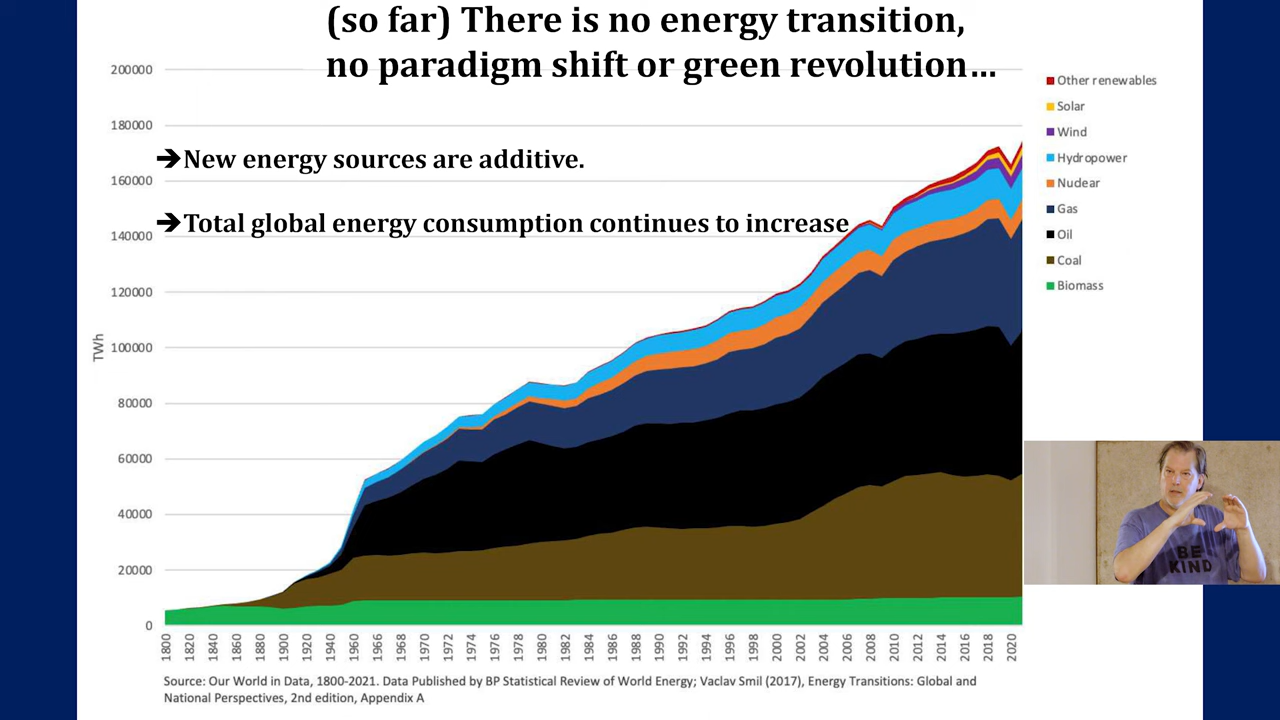 (so far) There is no energy transition,
no paradigm shift or green revolution...
200000
180000
160000
140000
120000
100000
80000
60000
40000
20000
0
TWh
➔New energy sources are additive.
➔Total global energy consumption continues to increase
Other renewables
Solar
Wind
Hydropower
Nudear
Gas
Oil
Coal
Biomass
BE
KIND
1800 1820 1840 1860 1880 1900 1920 1940 1960 1968 1970 1972 1974 1976 1978 1980 1982 1984 1986 1988 1990 1992 1994 1996 1998 2000 2002 2004 2006 2008 2010 2012 2014 2016 2018 2020
Source: Our World in Data, 1800-2021. Data Published by BP Statistical Review of World Energy; Vaclav Smil (2017), Energy Transitions: Global and
National Perspectives, 2nd edition, Appendix A